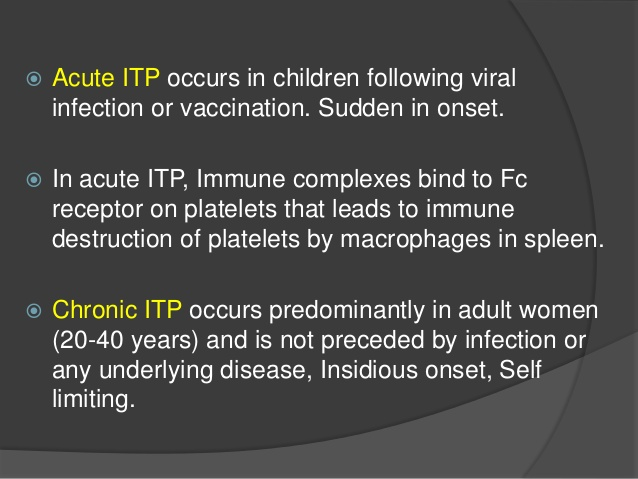 Acute ITP occurs in children following viral
infection or vaccination. Sudden in onset.
In acute ITP, Immune complexes bind to Fc
receptor on platelets that leads to immune
destruction of platelets by macrophages in spleen.
Chronic ITP occurs predominantly in adult women
(20-40 years) and is not preceded by infection or
any underlying disease, Insidious onset, Self
limiting.